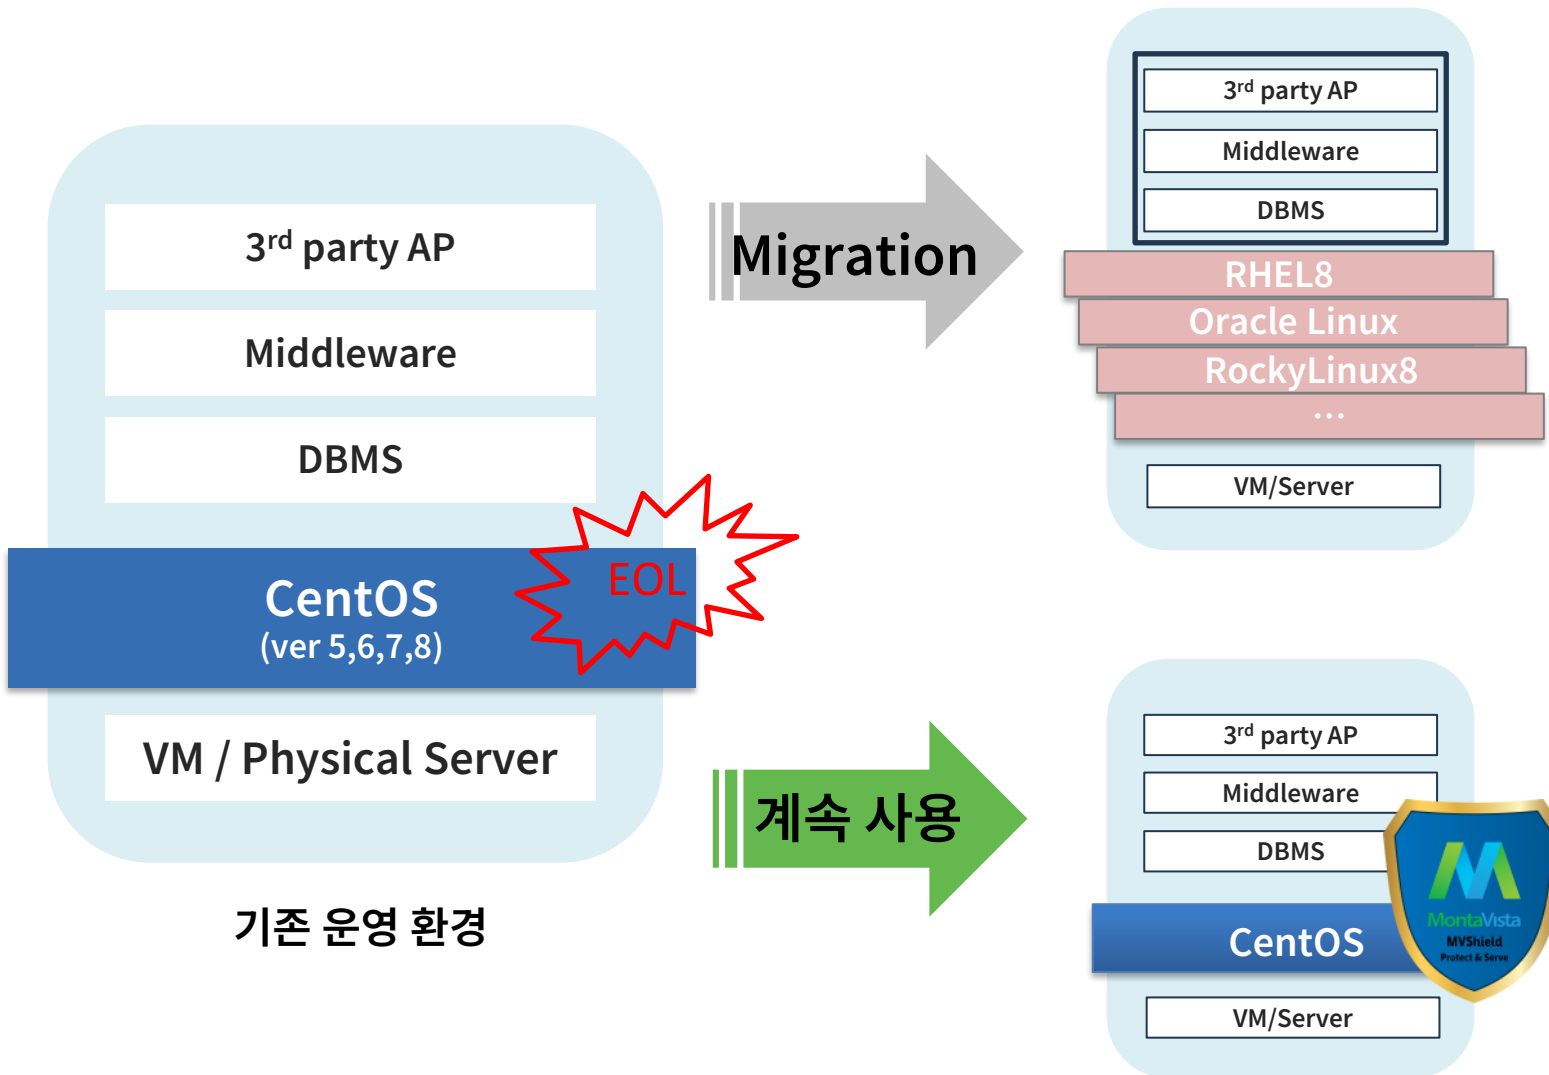 3rd party AP
Middleware
DBMS
CentOS
(ver 5,6,7,8)
EOL
VM / Physical Server
기존 운영 환경
Migration
3rd party AP
Middleware
DBMS
RHEL8
Oracle Linux
RockyLinux8
...
VM/Server
계속 사용
3rd party AP
Middleware
DBMS
CentOS
VM/Server
MontaVista
MVShield
Protect & Serve